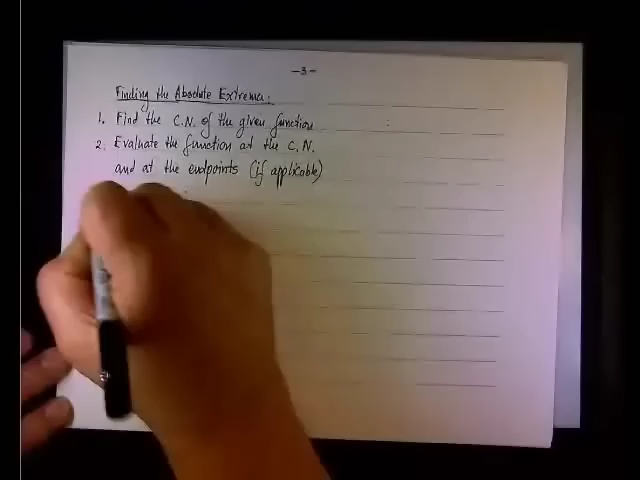 -3-
Finding the Absolute Extrema:
1. Find the C.N. of the given function
2. Evaluate the function at the C.N.
and at the endpoints (if applicable)